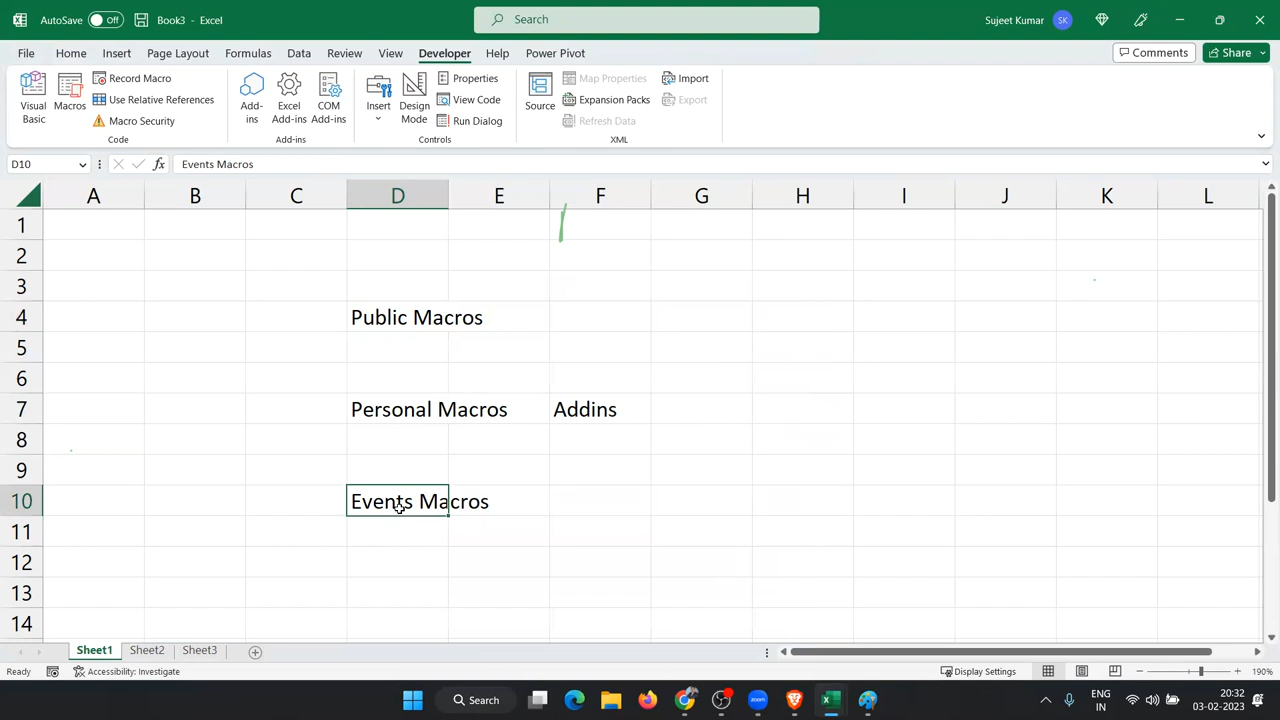 AutoSave Off Book3 - Excel Search Sujeet Kumar SK
File Home Insert Page Layout Formulas Data Review View Developer Help Power Pivot Comments Share
Visual Basic
Macros
Record Macro
Use Relative References
Macro Security
Code
Add-ins
Excel Add-ins
COM Add-ins
Add-ins
Insert
Design Mode
Properties
View Code
Run Dialog
Controls
Source
Map Properties
Expansion Packs
Refresh Data
Import
Export
XML
D10 fx Events Macros
A B C D E F G H I J K L
1
2
3
4 Public Macros
5
6
7 Personal Macros Addins
8
9
10 Events Macros
11
12
13
14
Sheet1 Sheet2 Sheet3
Ready Accessibility: Investigate Display Settings 190%
Search ENG IN 20:32 03-02-2023